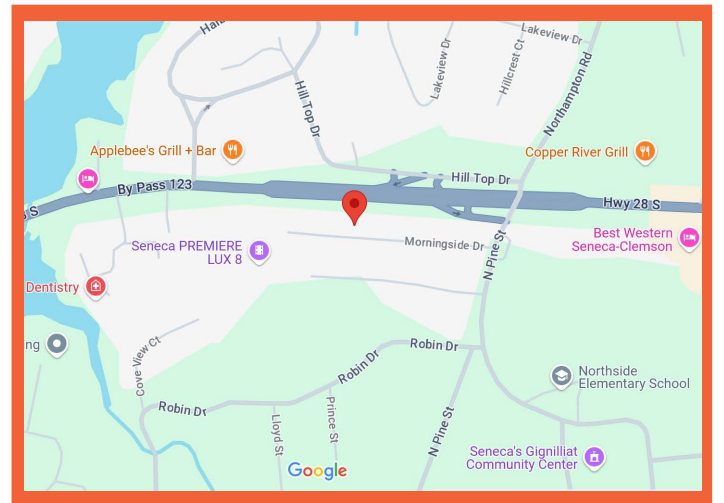 Lakeview Dr
Lakeview Dr
Hillcrest Ct
Northampton Rd
Hill Top Dr
Applebee's Grill + Bar
Copper River Grill
Hill Top Dr
By Pass 123
Hwy 28 S
S
Best Western
Seneca-Clemson
Morningside Dr
N Pine St
Seneca PREMIERE
LUX 8
Dentistry
ng
Cove View Ct
Robin Dr
Robin Dr
Northside
Elementary School
Robin Dr
Prince St
Lloyd St
N Pine St
Seneca's Gignilliat
Community Center
Google